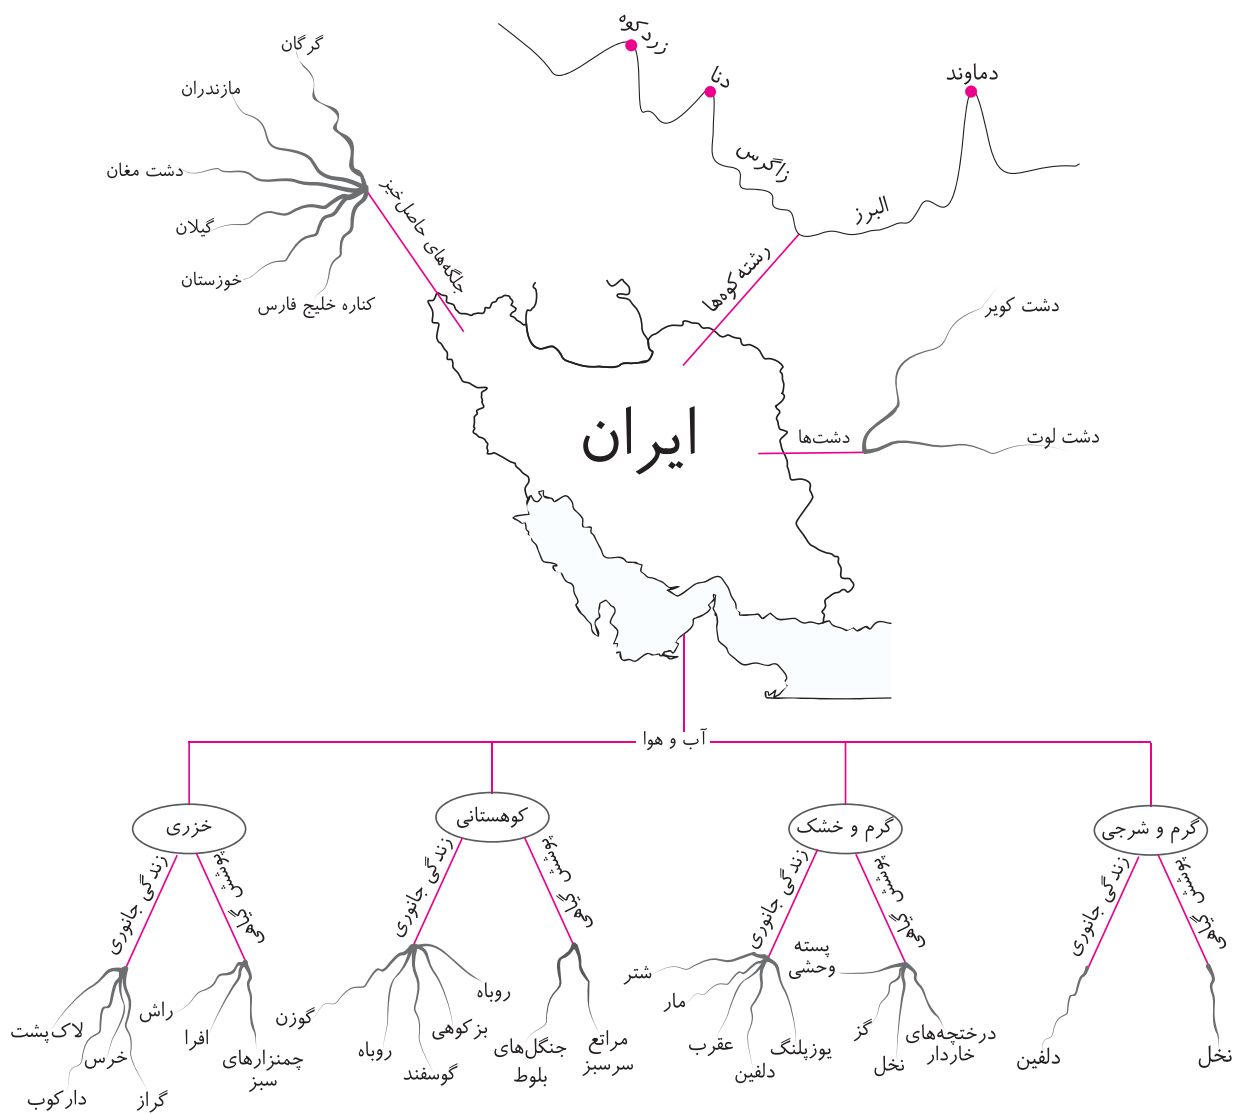 زردکوه
دنا
دماوند
زاگرس
البرز
رشته‌کوه‌ها
گرگان
مازندران
دشت مغان
گیلان
خوزستان
کناره خلیج فارس
جلگه‌های حاصل‌خیز
دشت کویر
دشت‌ها
دشت لوت
ایران
آب و هوا
گرم و شرجی
پوشش گیاهی
نخل
زندگی جانوری
دلفین
گرم و خشک
پوشش گیاهی
درختچه‌های
خاردار
نخل
گز
پسته
وحشی
زندگی جانوری
یوزپلنگ
دلفین
عقرب
مار
شتر
کوهستانی
پوشش گیاهی
مراتع
سرسبز
جنگل‌های
بلوط
زندگی جانوری
روباه
بزکوهی
گوسفند
روباه
گوزن
خزری
پوشش گیاهی
چمنزارهای
سبز
افرا
راش
زندگی جانوری
گراز
خرس
دارکوب
لاک‌پشت